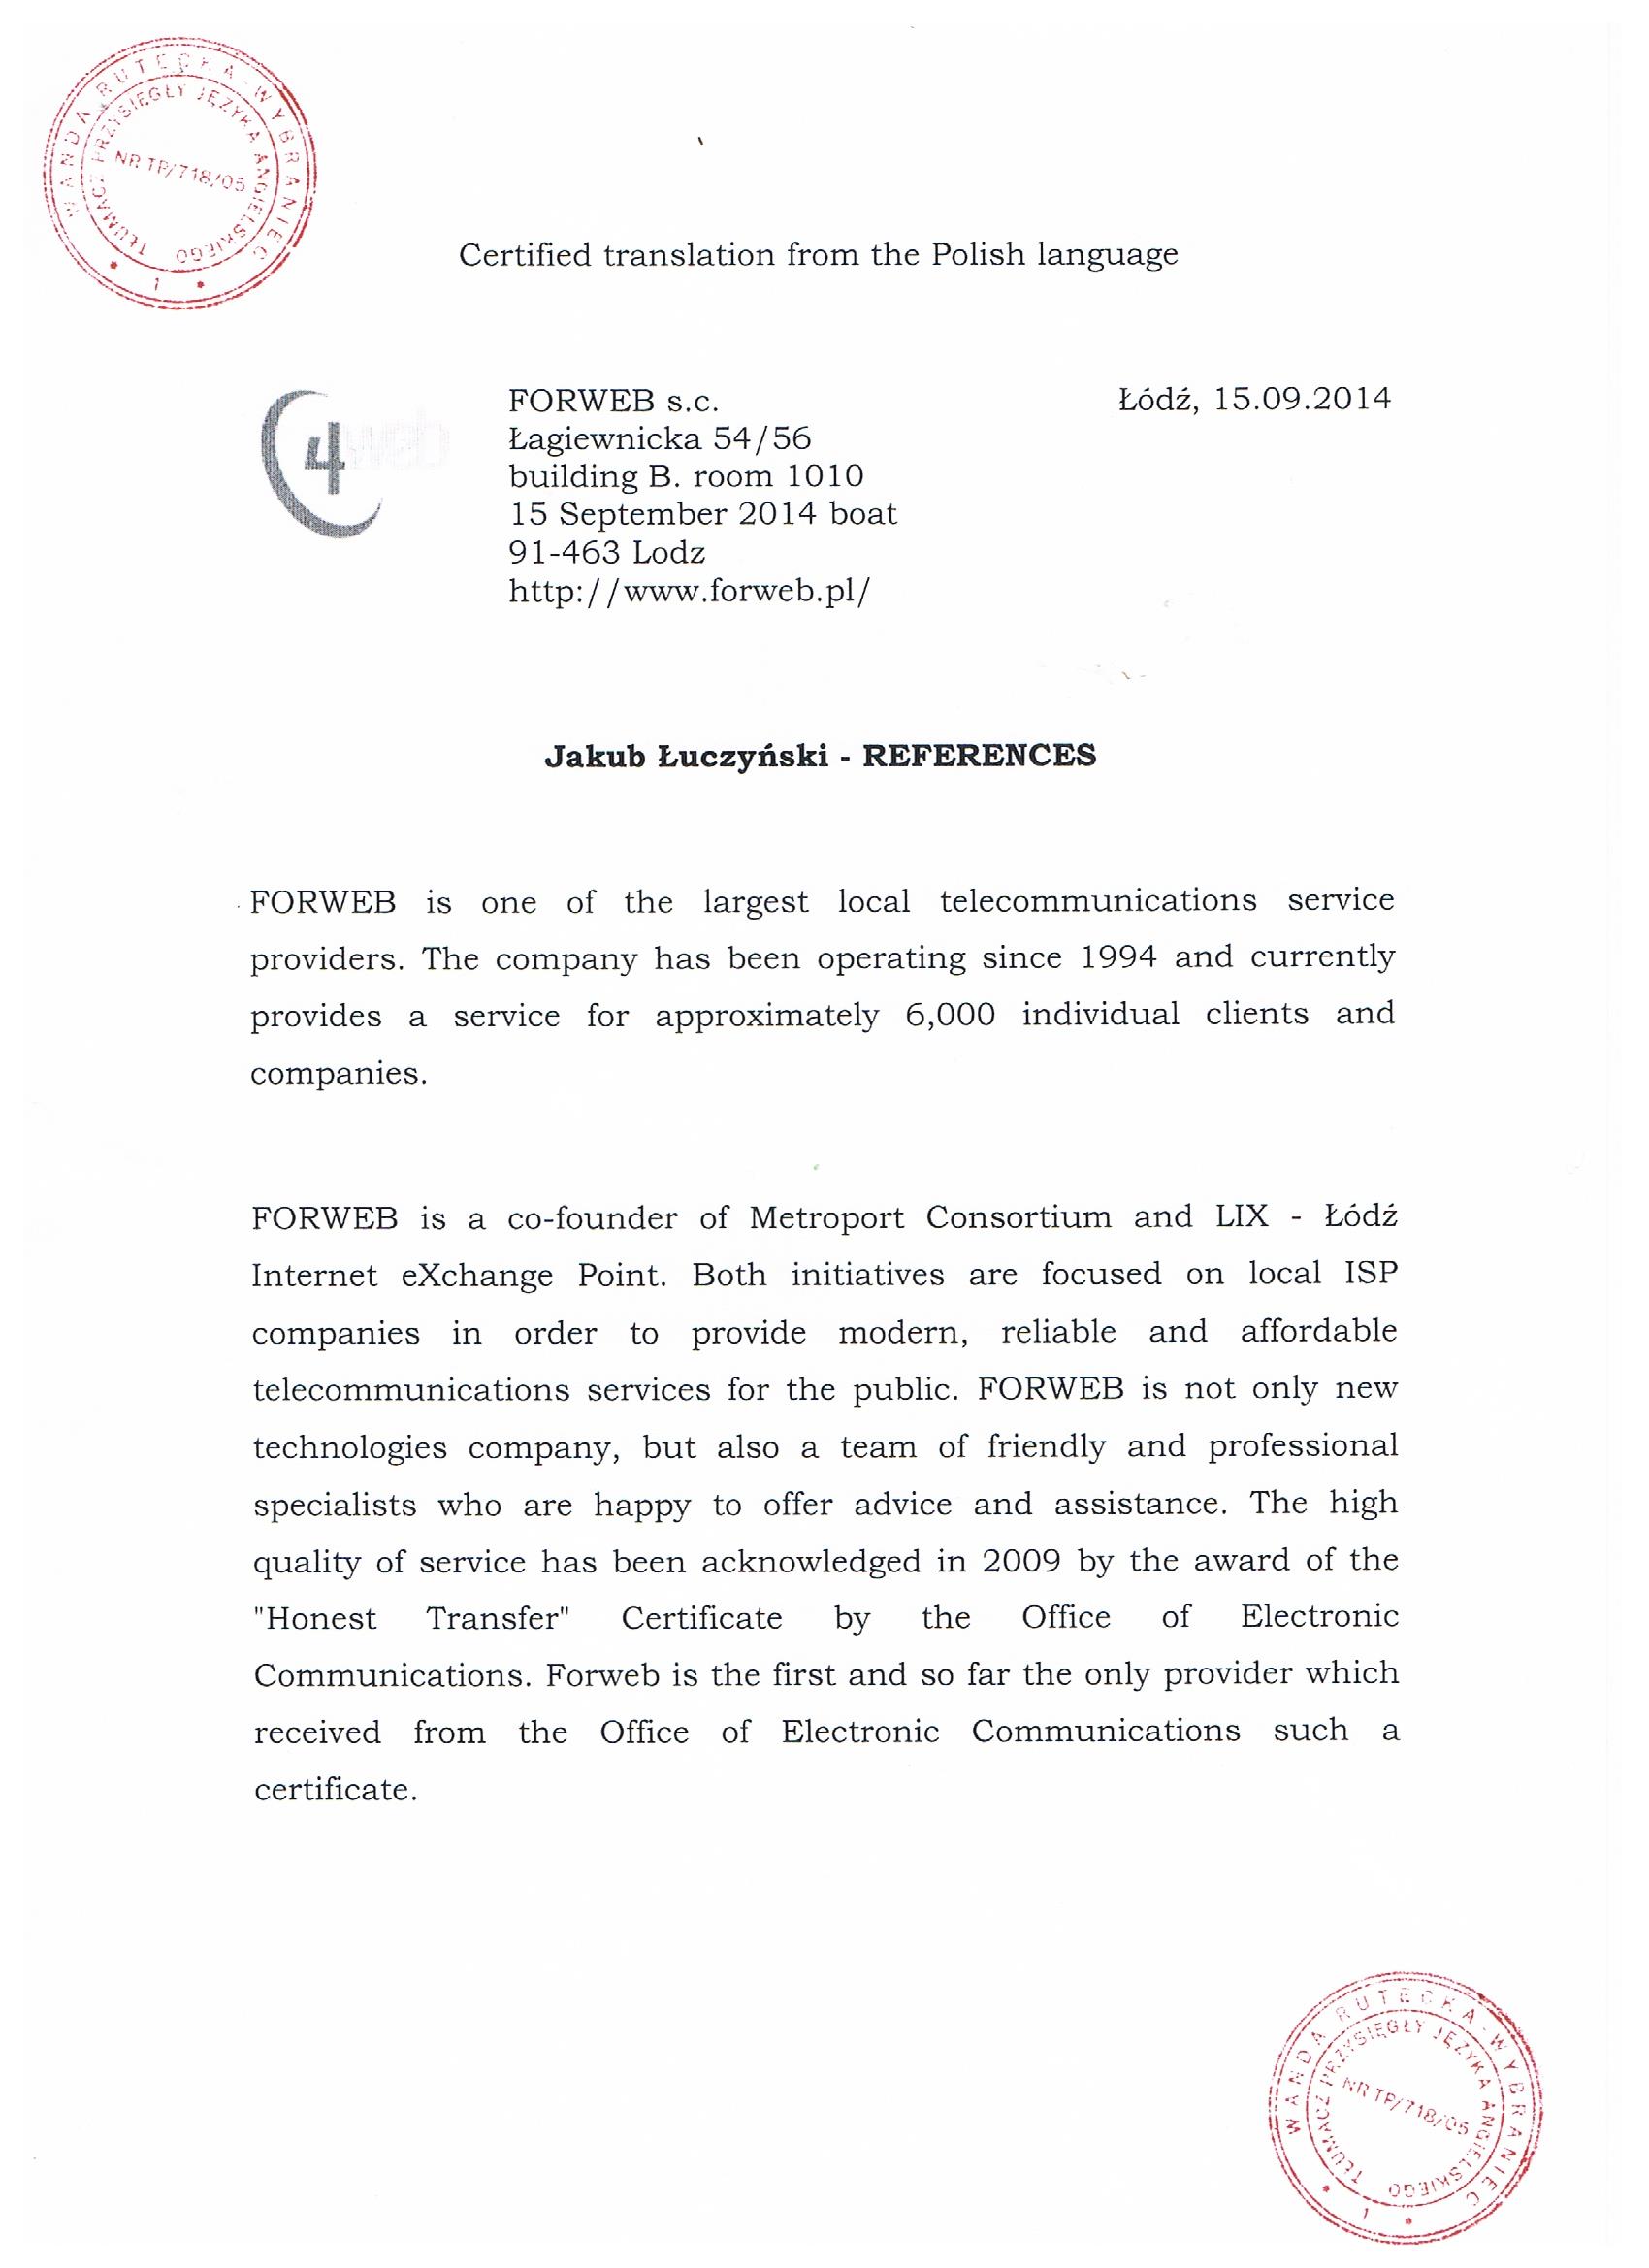 WANDA RUTECKA-WYBRANIEC
TŁUMACZ PRZYSIĘGŁY JĘZYKA ANGIELSKIEGO
NR TP/718/05
1
Certified translation from the Polish language
4web
FORWEB s.c.
Łódź, 15.09.2014
Łagiewnicka 54/56
building B. room 1010
15 September 2014 boat
91-463 Lodz
http://www.forweb.pl/
Jakub Łuczyński - REFERENCES
FORWEB is one of the largest local telecommunications service
providers. The company has been operating since 1994 and currently
provides a service for approximately 6,000 individual clients and
companies.
FORWEB is a co-founder of Metroport Consortium and LIX - Łódź
Internet eXchange Point. Both initiatives are focused on local ISP
companies in order to provide modern, reliable and affordable
telecommunications services for the public. FORWEB is not only new
technologies company, but also a team of friendly and professional
specialists who are happy to offer advice and assistance. The high
quality of service has been acknowledged in 2009 by the award of the
"Honest Transfer" Certificate by the Office of Electronic
Communications. Forweb is the first and so far the only provider which
received from the Office of Electronic Communications such a
certificate.
WANDA RUTECKA-WYBRANIEC
TŁUMACZ PRZYSIĘGŁY JĘZYKA ANGIELSKIEGO
NR TP/718/05
1